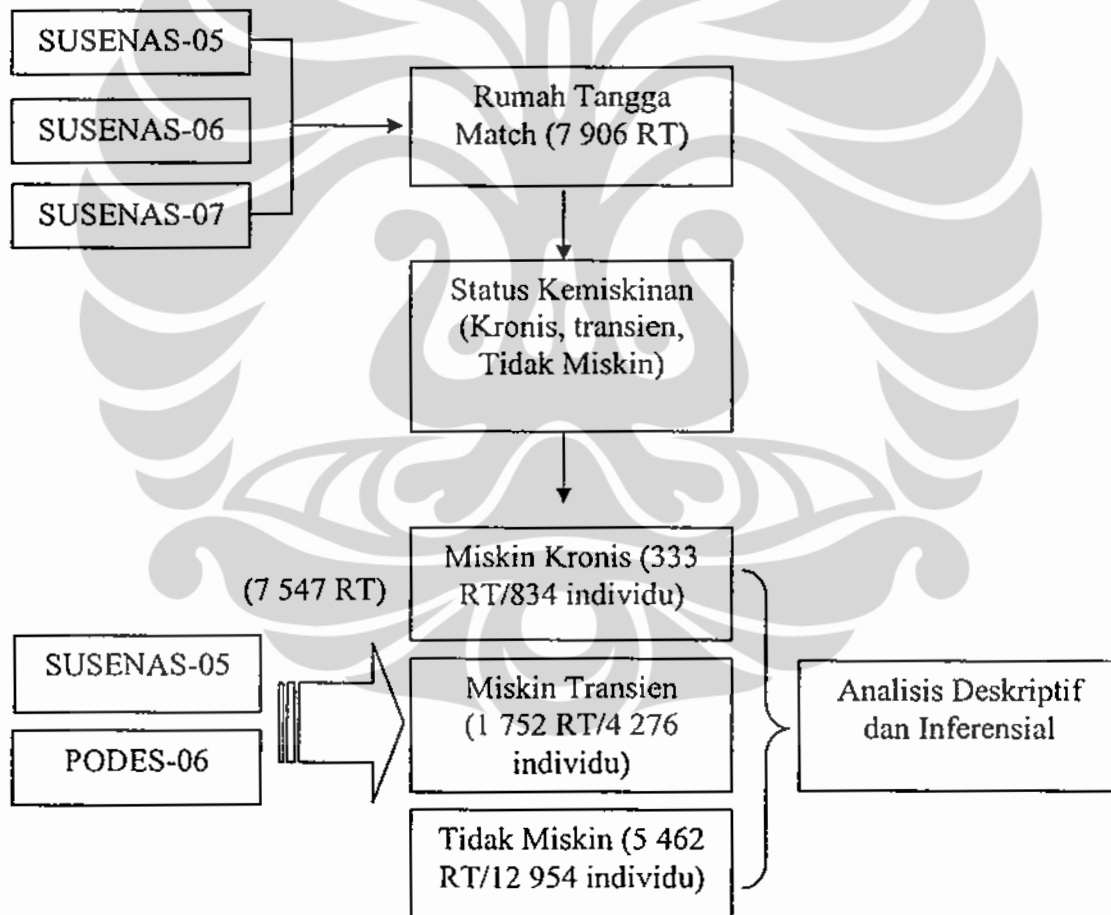 SUSENAS-05
SUSENAS-06
SUSENAS-07
Rumah Tangga
Match (7 906 RT)
Status Kemiskinan
(Kronis, transien,
Tidak Miskin)
(7 547 RT)
SUSENAS-05
PODES-06
Miskin Kronis (333
RT/834 individu)
Miskin Transien
(1 752 RT/4 276
individu)
Tidak Miskin (5 462
RT/12 954 individu)
Analisis Deskriptif
dan Inferensial